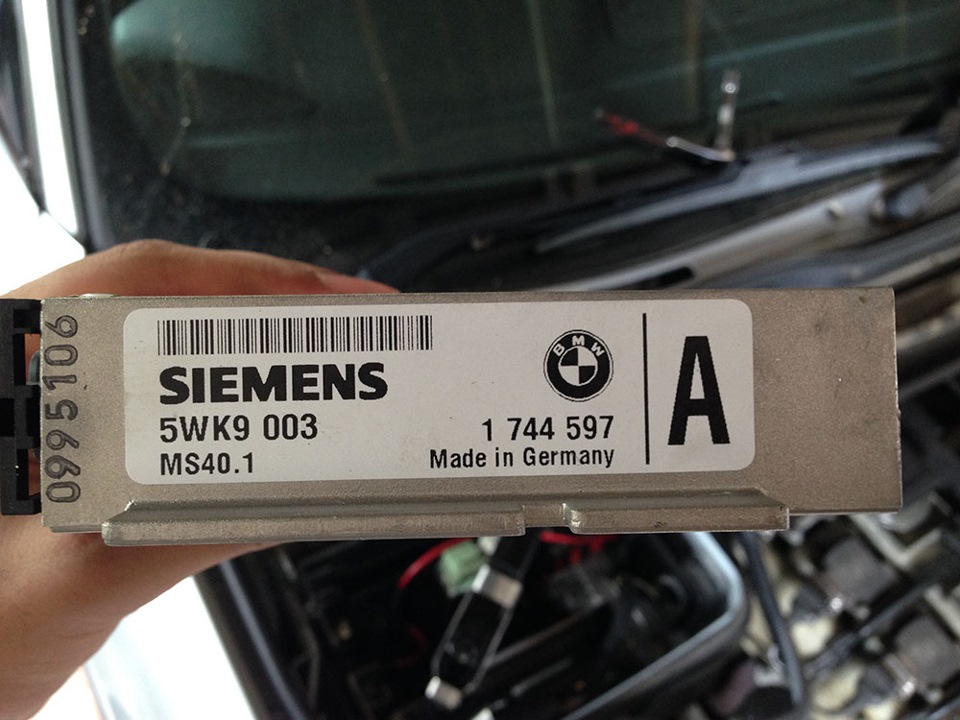 0995106
SIEMENS
BMW
5WK9 003
1 744 597
MS40.1
Made in Germany
A